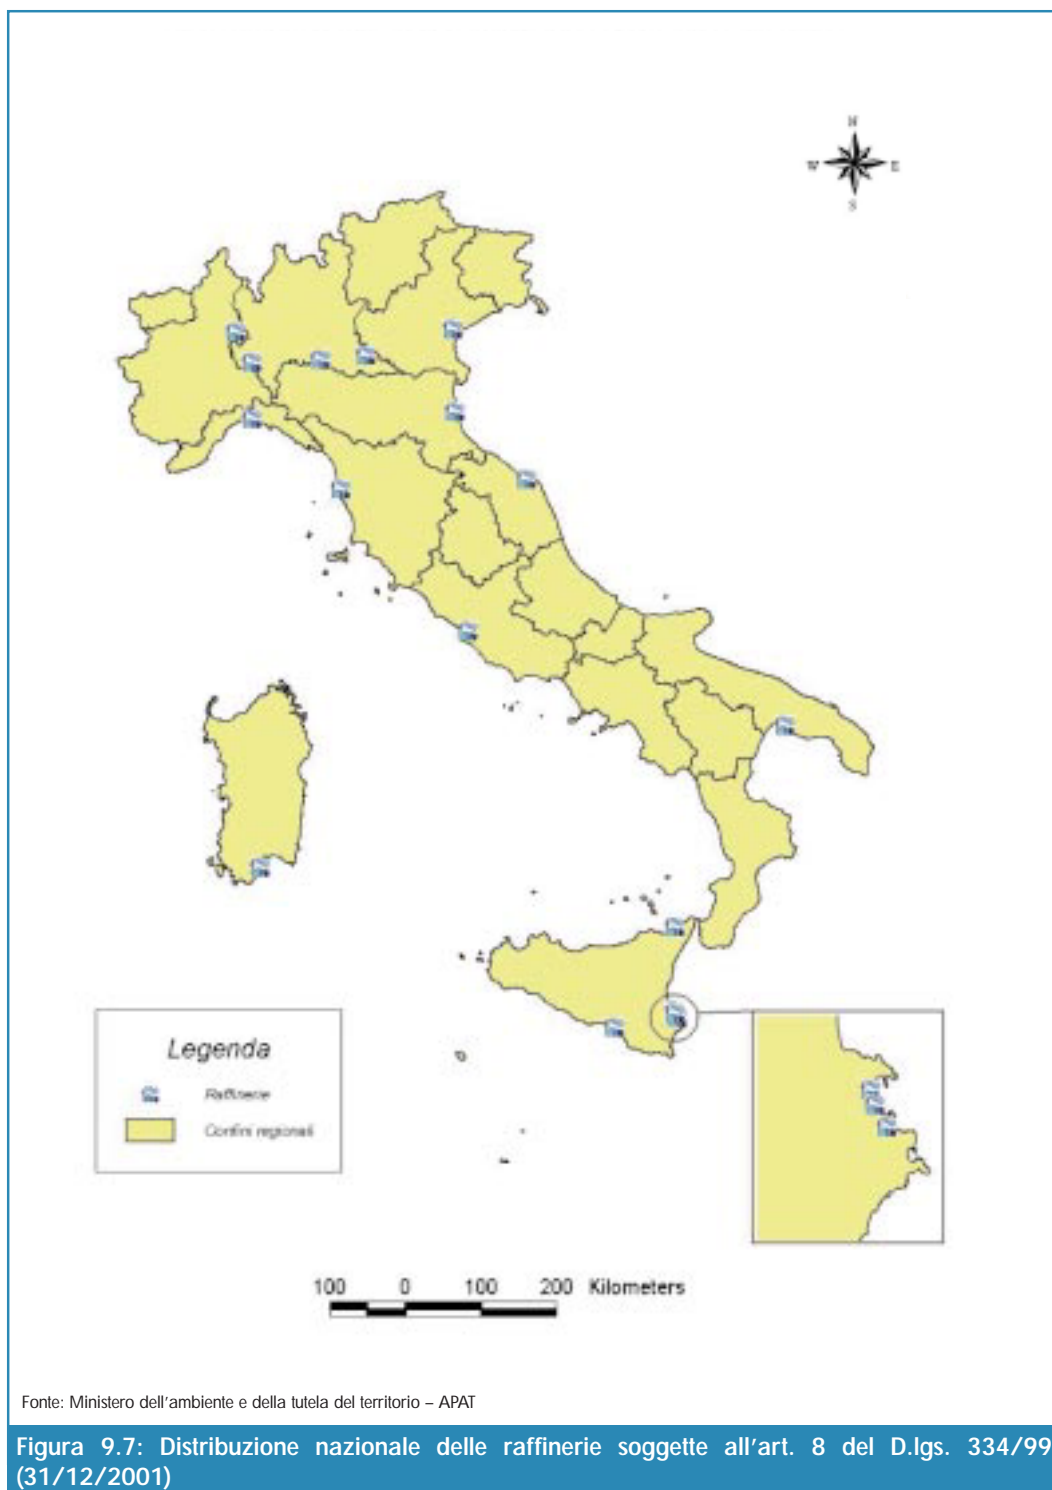 N
W E
S
Legenda
Raffinerie
Confini regionali
100 0 100 200 Kilometers
Fonte: Ministero dell'ambiente e della tutela del territorio – APAT
Figura 9.7: Distribuzione nazionale delle raffinerie soggette all'art. 8 del D.lgs. 334/99
(31/12/2001)